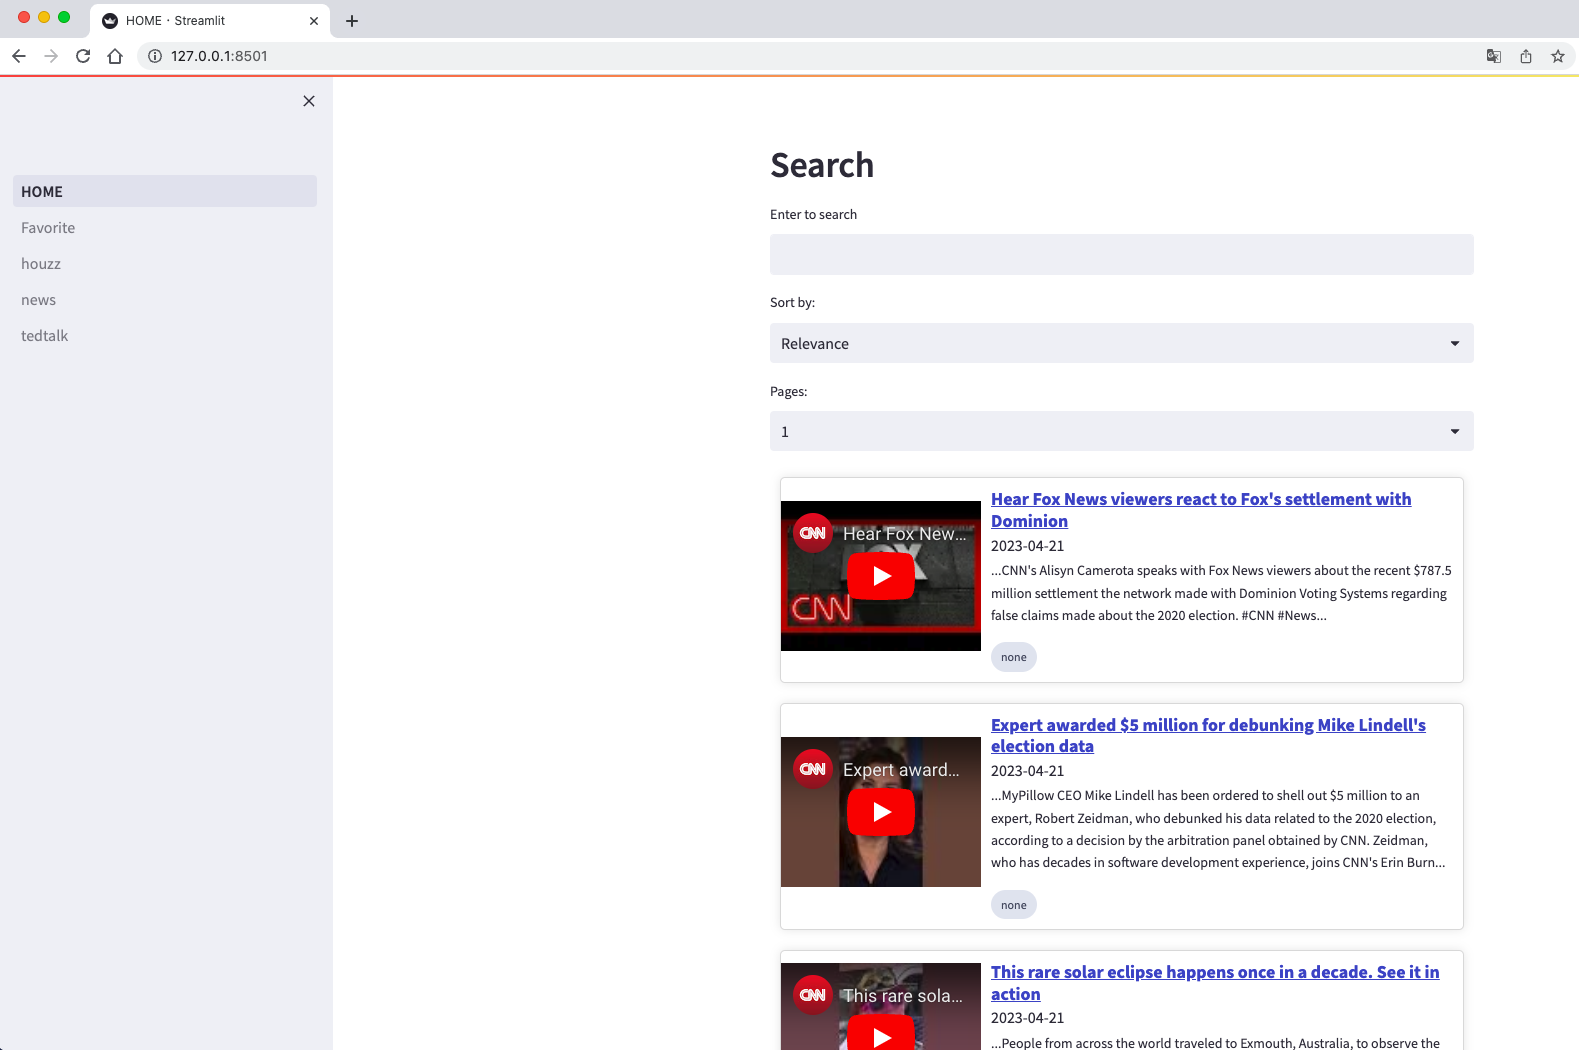 HOME · Streamlit
127.0.0.1:8501
HOME
Favorite
houzz
news
tedtalk
Search
Enter to search
Sort by:
Relevance
Pages:
1
CNN Hear Fox New...
FOX
CNN
Hear Fox News viewers react to Fox's settlement with
Dominion
2023-04-21
...CNN's Alisyn Camerota speaks with Fox News viewers about the recent $787.5
million settlement the network made with Dominion Voting Systems regarding
false claims made about the 2020 election. #CNN #News...
none
CNN Expert award...
Expert awarded $5 million for debunking Mike Lindell's
election data
2023-04-21
...MyPillow CEO Mike Lindell has been ordered to shell out $5 million to an
expert, Robert Zeidman, who debunked his data related to the 2020 election,
according to a decision by the arbitration panel obtained by CNN. Zeidman,
who has decades in software development experience, joins CNN's Erin Burn...
none
CNN This rare sola...
This rare solar eclipse happens once in a decade. See it in
action
2023-04-21
...People from across the world traveled to Exmouth, Australia, to observe the